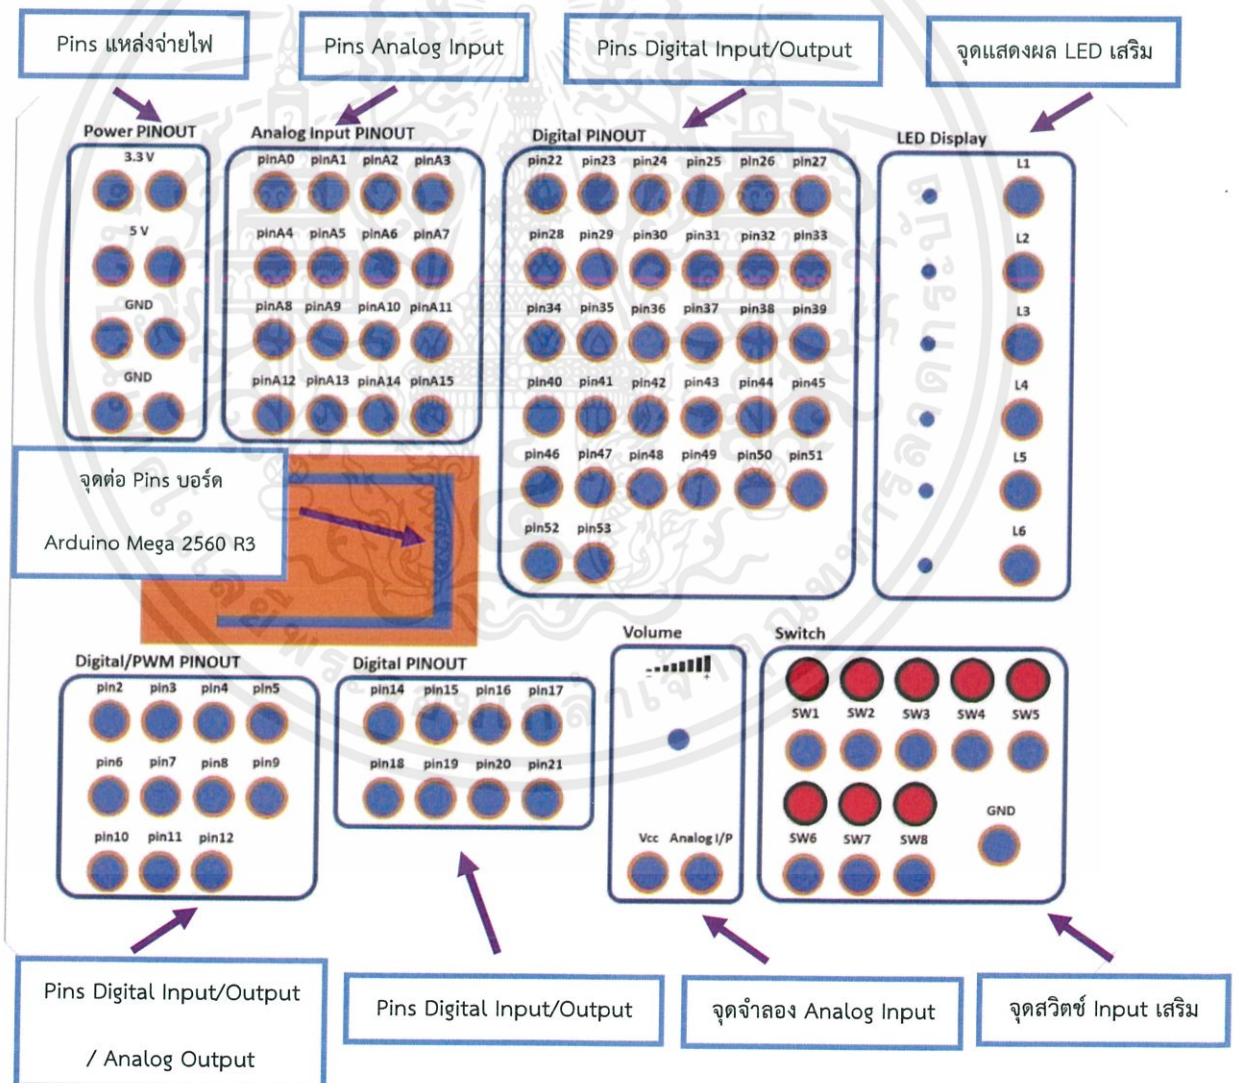 Pins แหล่งจ่ายไฟ
Pins Analog Input
Pins Digital Input/Output
จุดแสดงผล LED เสริม
Power PINOUT
3.3 V
5 V
GND
GND
Analog Input PINOUT
pinA0 pinA1 pinA2 pinA3
pinA4 pinA5 pinA6 pinA7
pinA8 pinA9 pinA10 pinA11
pinA12 pinA13 pinA14 pinA15
Digital PINOUT
pin22 pin23 pin24 pin25 pin26 pin27
pin28 pin29 pin30 pin31 pin32 pin33
pin34 pin35 pin36 pin37 pin38 pin39
pin40 pin41 pin42 pin43 pin44 pin45
pin46 pin47 pin48 pin49 pin50 pin51
pin52 pin53
LED Display
L1
L2
L3
L4
L5
L6
จุดต่อ Pins บอร์ด
Arduino Mega 2560 R3
Digital/PWM PINOUT
pin2 pin3 pin4 pin5
pin6 pin7 pin8 pin9
pin10 pin11 pin12
Digital PINOUT
pin14 pin15 pin16 pin17
pin18 pin19 pin20 pin21
Volume
- +
Vcc Analog I/P
Switch
SW1 SW2 SW3 SW4 SW5
SW6 SW7 SW8
GND
Pins Digital Input/Output
/ Analog Output
Pins Digital Input/Output
จุดจำลอง Analog Input
จุดสวิตช์ Input เสริม